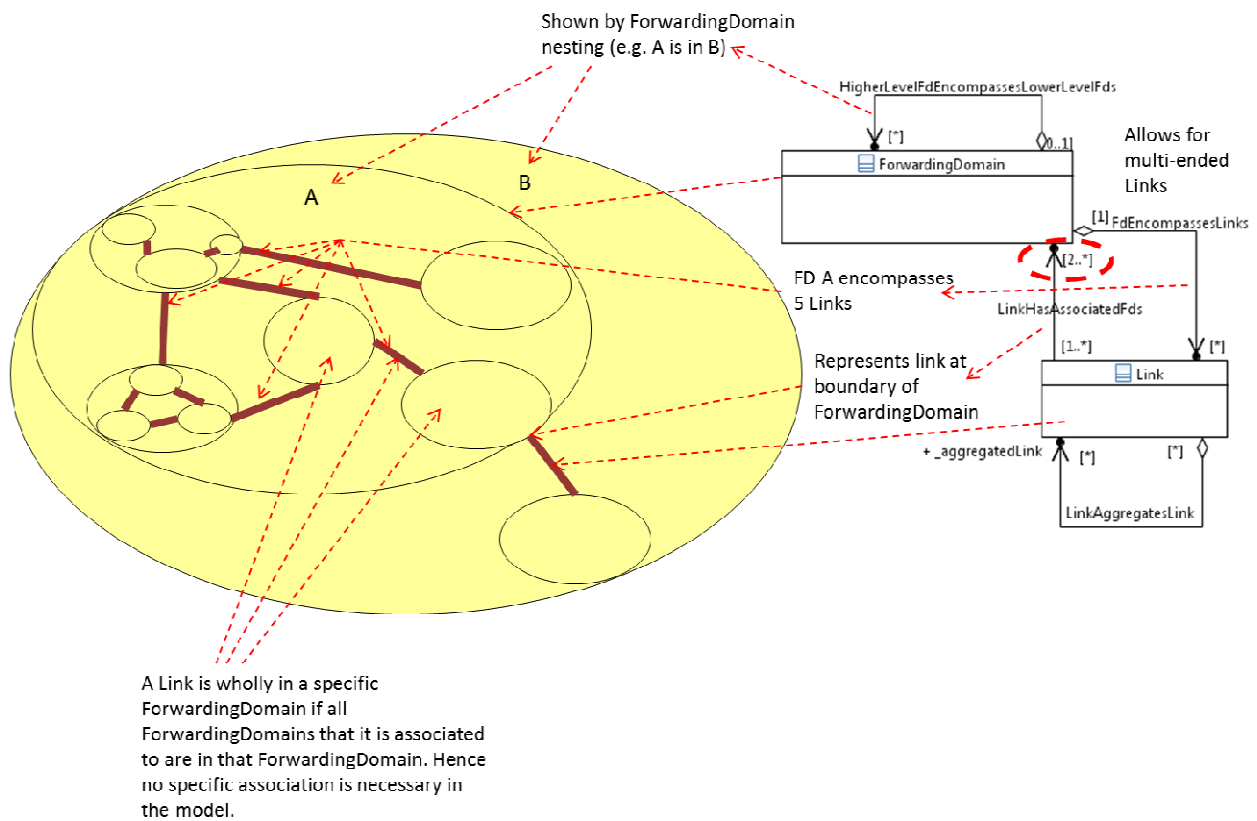 Shown by ForwardingDomain
nesting (e.g. A is in B)
HigherLevelFdEncompassesLowerLevelFds
[*]
0..1]
Allows for
multi-ended
Links
ForwardingDomain
A
B
[1]
FdEncompassesLinks
[2..*]
FD A encompasses
5 Links
LinkHasAssociatedFds
[1..*]
[*]
Represents link at
boundary of
ForwardingDomain
Link
+ _aggregatedLink
[*]
[*]
LinkAggregatesLink
A Link is wholly in a specific
ForwardingDomain if all
ForwardingDomains that it is associated
to are in that ForwardingDomain. Hence
no specific association is necessary in
the model.